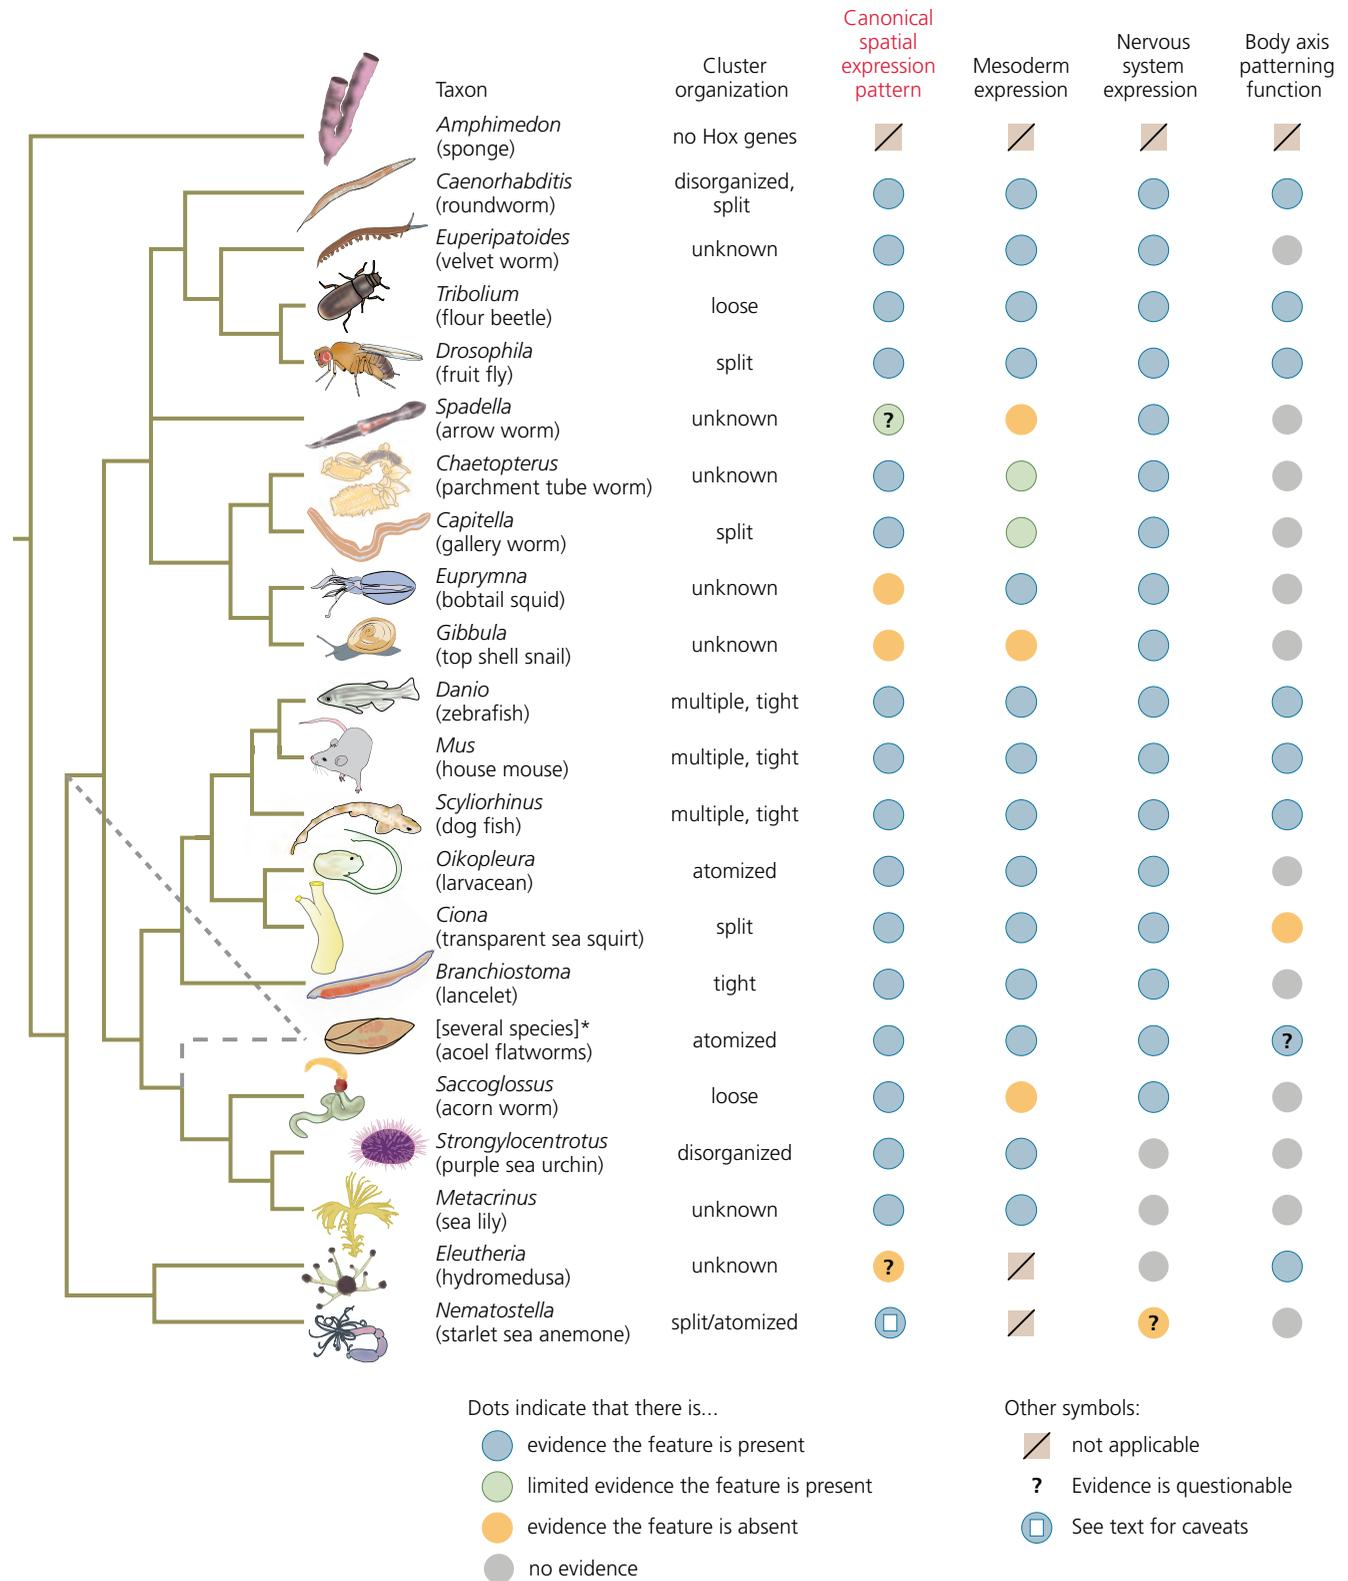 Canonical
spatial
expression
pattern
Nervous
system
expression
Body axis
patterning
function
Cluster
organization
Mesoderm
expression
Taxon
Amphimedon
(sponge)
no Hox genes
Caenorhabditis
(roundworm)
disorganized,
split
Euperipatoides
(velvet worm)
unknown
Tribolium
(flour beetle)
loose
Drosophila
(fruit fly)
split
Spadella
(arrow worm)
unknown
?
Chaetopterus
(parchment tube worm)
unknown
Capitella
(gallery worm)
split
Euprymna
(bobtail squid)
unknown
Gibbula
(top shell snail)
unknown
Danio
(zebrafish)
multiple, tight
Mus
(house mouse)
multiple, tight
Scyliorhinus
(dog fish)
multiple, tight
Oikopleura
(larvacean)
atomized
Ciona
(transparent sea squirt)
split
Branchiostoma
(lancelet)
tight
[several species]*
(acoel flatworms)
atomized
?
Saccoglossus
(acorn worm)
loose
Strongylocentrotus
(purple sea urchin)
disorganized
Metacrinus
(sea lily)
unknown
Eleutheria
(hydromedusa)
unknown
?
Nematostella
(starlet sea anemone)
split/atomized
?
Dots indicate that there is...
evidence the feature is present
limited evidence the feature is present
evidence the feature is absent
no evidence
Other symbols:
not applicable
? Evidence is questionable
See text for caveats